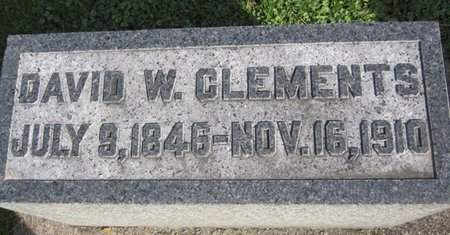 DAVID W. CLEMENTS
JULY 9, 1846-NOV. 16, 1910